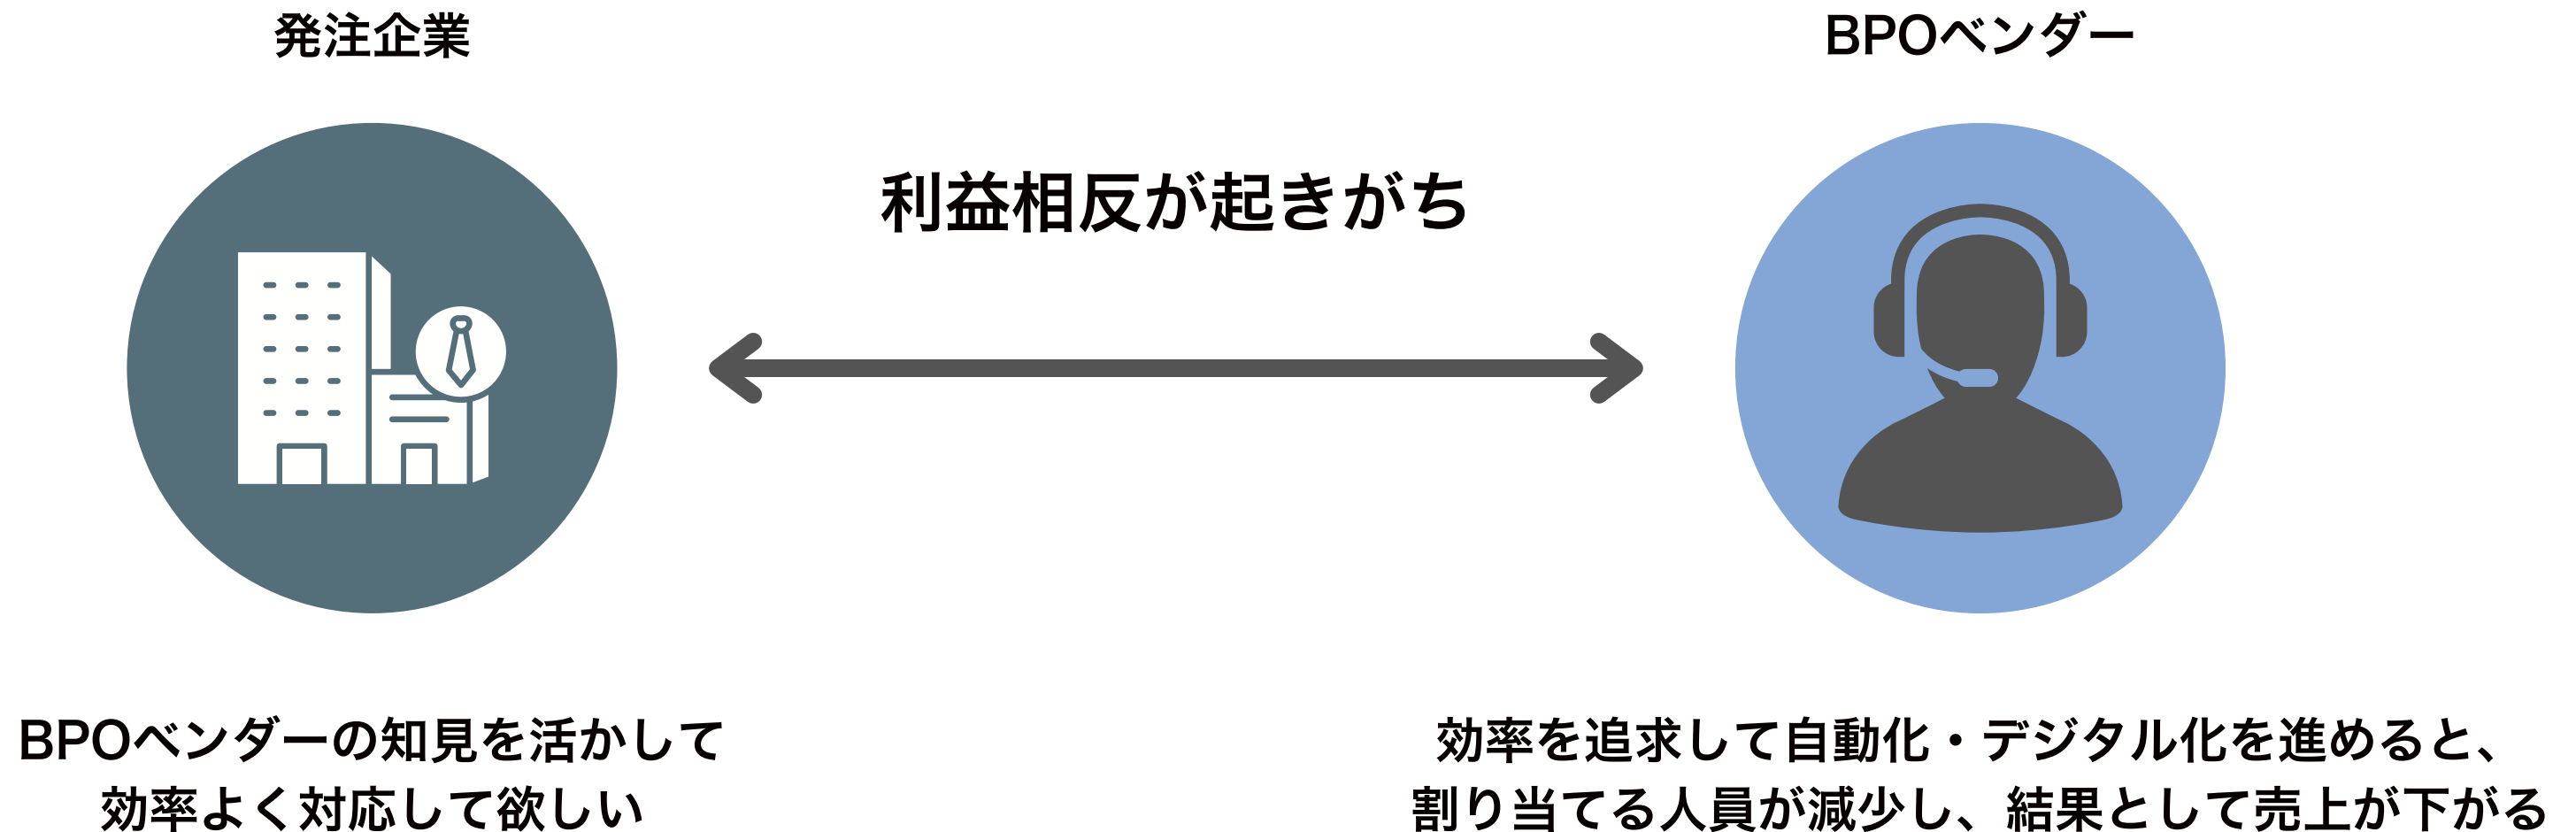 発注企業
BPOベンダー
利益相反が起きがち
BPOベンダーの知見を活かして
効率よく対応して欲しい
効率を追求して自動化・デジタル化を進めると、
割り当てる人員が減少し、結果として売上が下がる